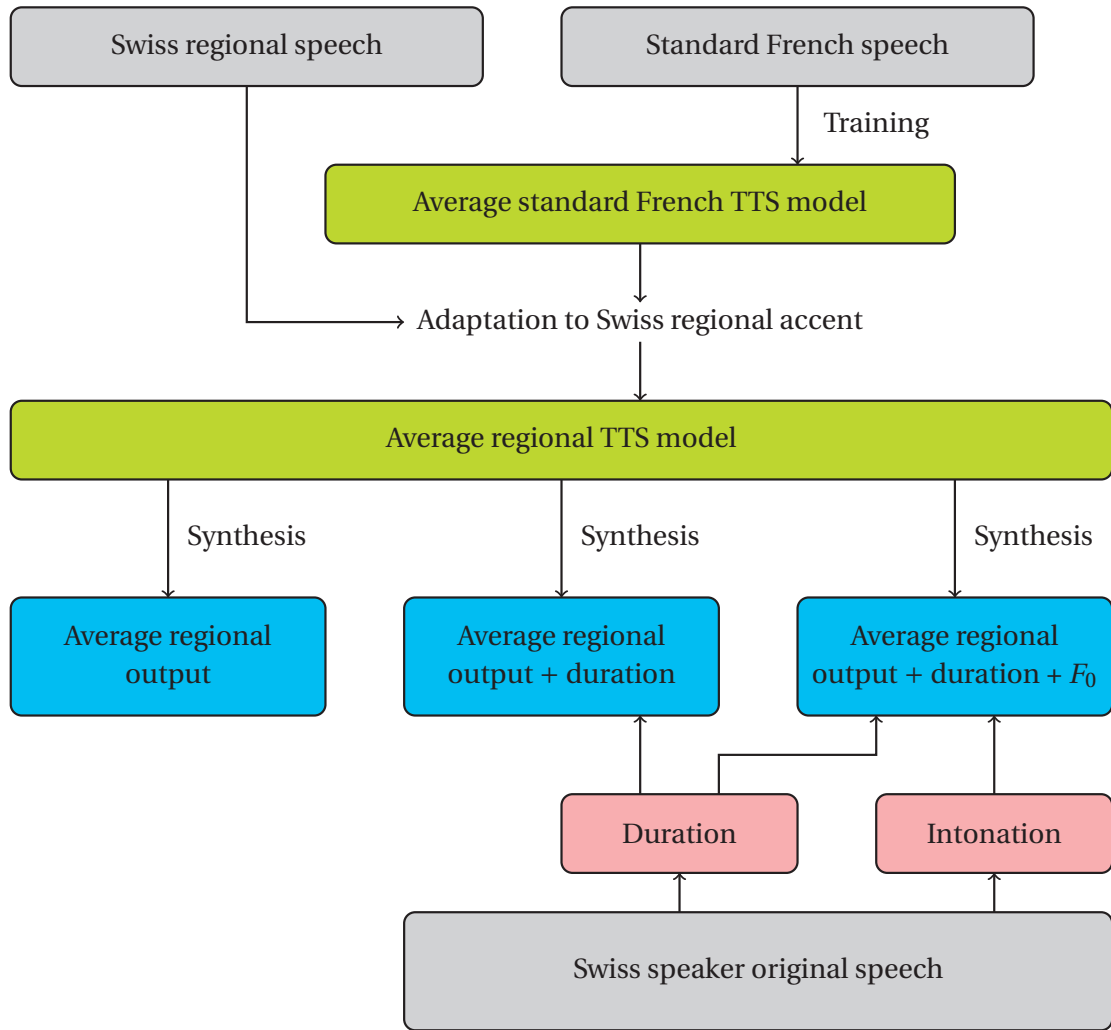 Swiss regional speech
Standard French speech
Training
Average standard French TTS model
Adaptation to Swiss regional accent
Average regional TTS model
Synthesis
Synthesis
Synthesis
Average regional
output
Average regional
output + duration
Average regional
output + duration + F₀
Duration
Intonation
Swiss speaker original speech